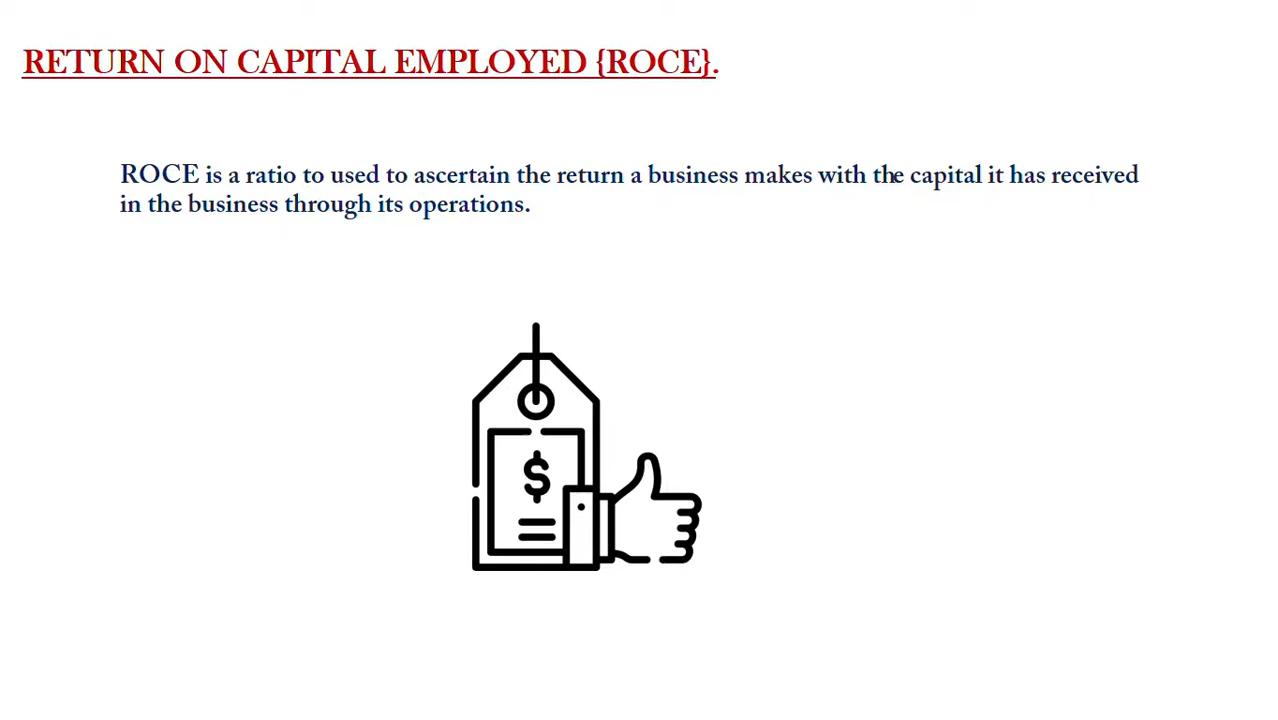 RETURN ON CAPITAL EMPLOYED {ROCE}.
ROCE is a ratio to used to ascertain the return a business makes with the capital it has received
in the business through its operations.
$